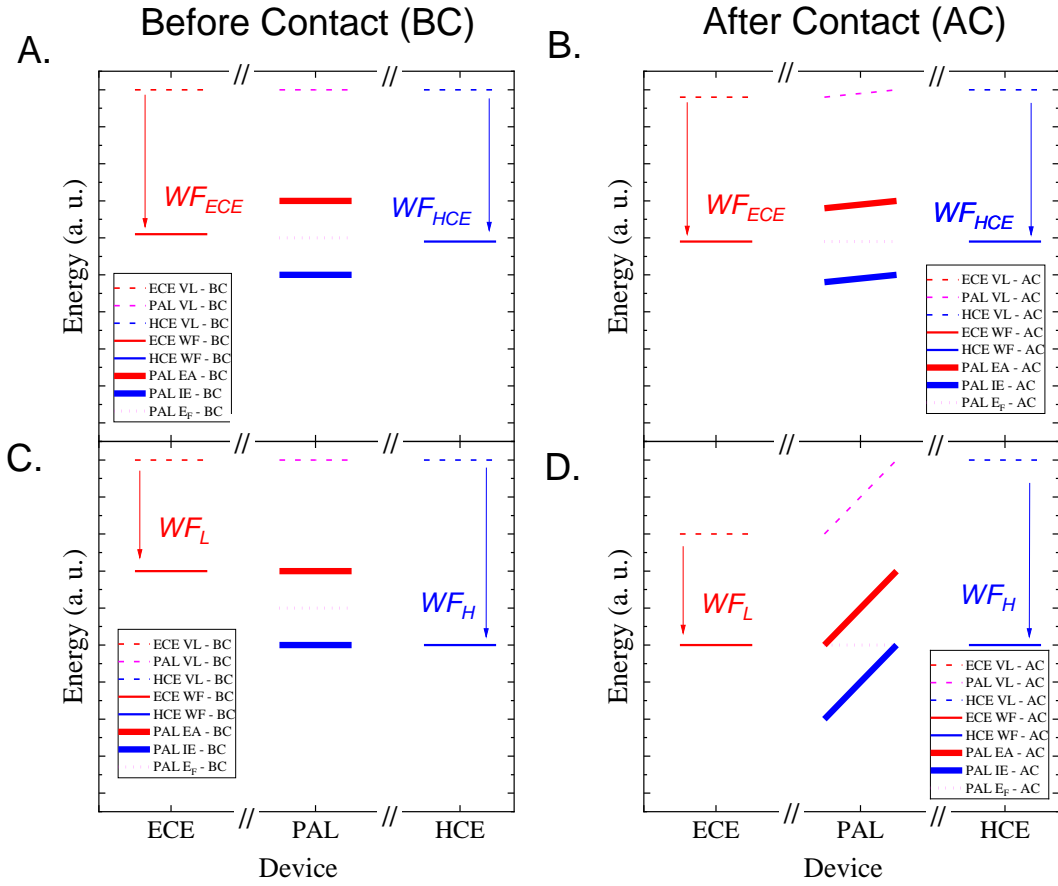 Before Contact (BC)
After Contact (AC)
A.
//
//
WF_ECE
WF_HCE
Energy (a. u.)
ECE VL - BC
PAL VL - BC
HCE VL - BC
ECE WF - BC
HCE WF - BC
PAL EA - BC
PAL IE - BC
PAL E_F - BC
B.
//
//
WF_ECE
WF_HCE
Energy (a. u.)
ECE VL - AC
PAL VL - AC
HCE VL - AC
ECE WF - AC
HCE WF - AC
PAL EA - AC
PAL IE - AC
PAL E_F - AC
C.
//
//
WF_L
WF_H
Energy (a. u.)
ECE VL - BC
PAL VL - BC
HCE VL - BC
ECE WF - BC
HCE WF - BC
PAL EA - BC
PAL IE - BC
PAL E_F - BC
//
//
ECE
PAL
HCE
Device
D.
//
//
WF_L
WF_H
Energy (a. u.)
ECE VL - AC
PAL VL - AC
HCE VL - AC
ECE WF - AC
HCE WF - AC
PAL EA - AC
PAL IE - AC
PAL E_F - AC
//
//
ECE
PAL
HCE
Device